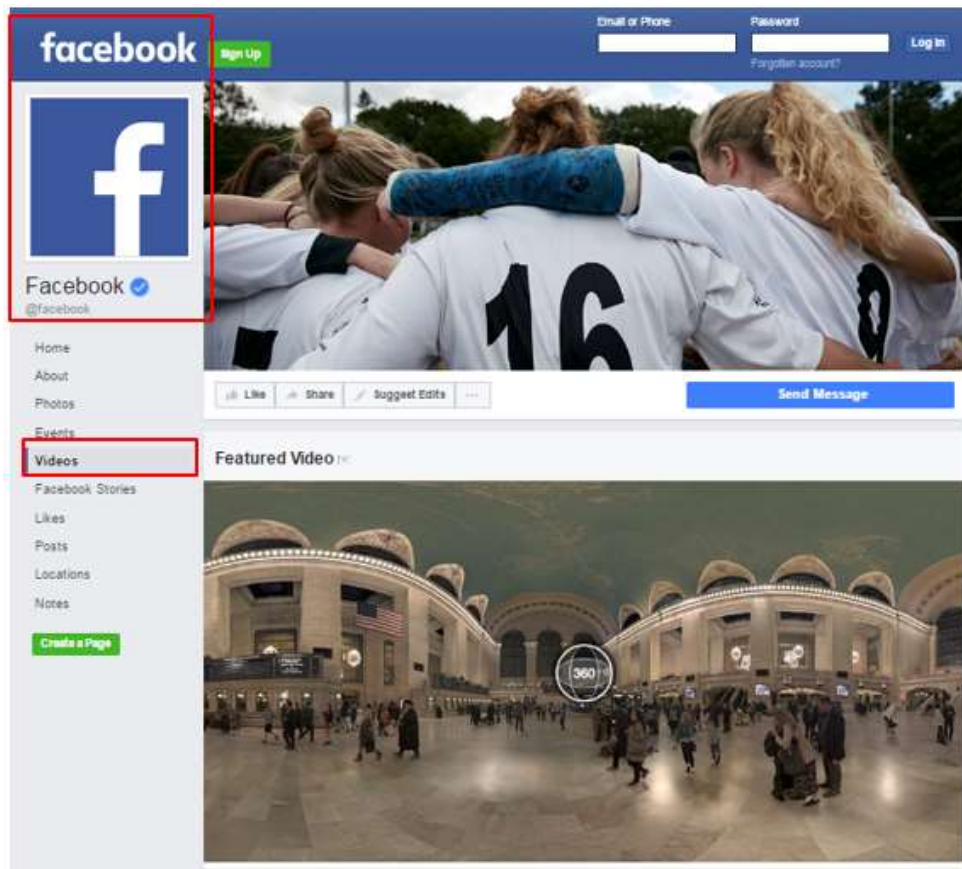 Email or Phone
Password
facebook
Sign Up
Log In
Forgotten account?
f
Facebook
@facebook
16
9
Home
About
Photos
Events
Videos
Facebook Stories
Likes
Posts
Locations
Notes
Create a Page
Like
Share
Suggest Edits
...
Send Message
Featured Video
360